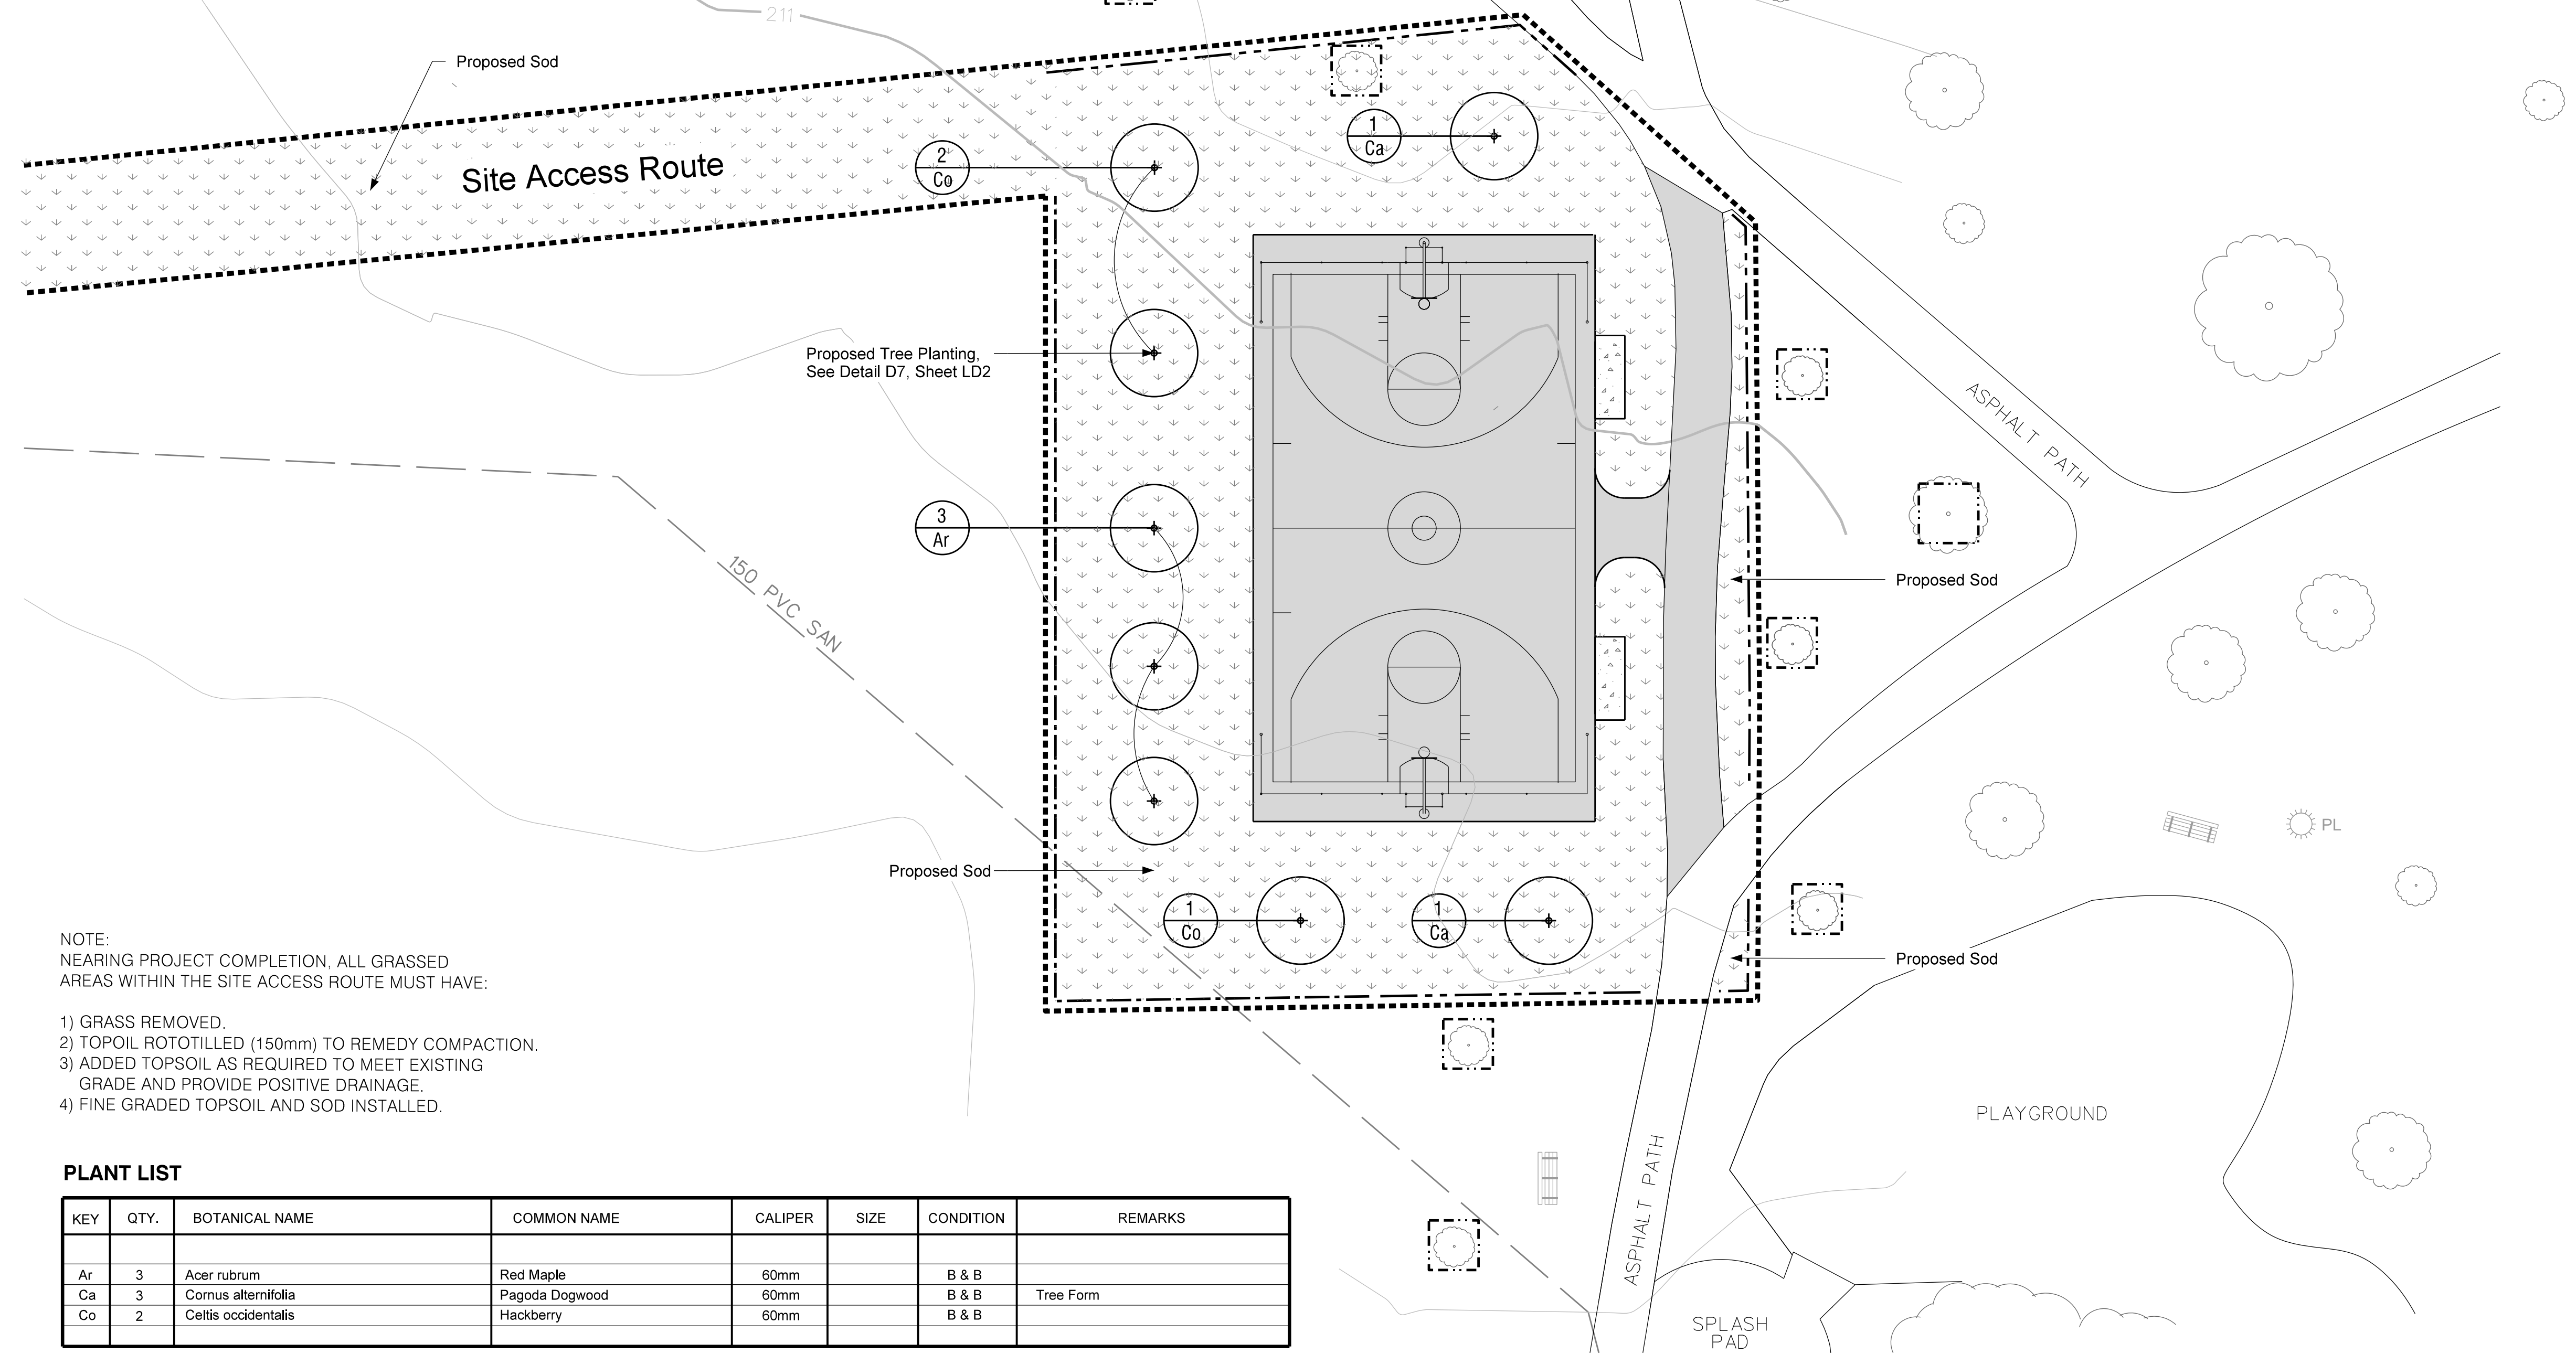 211
Proposed Sod
Site Access Route
2
Co
1
Ca
Proposed Tree Planting,
See Detail D7, Sheet LD2
ASPHALT PATH
3
Ar
150 PVC SAN
Proposed Sod
PL
Proposed Sod
1
Co
1
Ca
Proposed Sod
NOTE:
NEARING PROJECT COMPLETION, ALL GRASSED
AREAS WITHIN THE SITE ACCESS ROUTE MUST HAVE:
1) GRASS REMOVED.
2) TOPOIL ROTOTILLED (150mm) TO REMEDY COMPACTION.
3) ADDED TOPSOIL AS REQUIRED TO MEET EXISTING
GRADE AND PROVIDE POSITIVE DRAINAGE.
4) FINE GRADED TOPSOIL AND SOD INSTALLED.
PLAYGROUND
ASPHALT PATH
SPLASH
PAD
PLANT LIST
KEY QTY. BOTANICAL NAME COMMON NAME CALIPER SIZE CONDITION REMARKS
Ar 3 Acer rubrum Red Maple 60mm B & B
Ca 3 Cornus alternifolia Pagoda Dogwood 60mm B & B Tree Form
Co 2 Celtis occidentalis Hackberry 60mm B & B